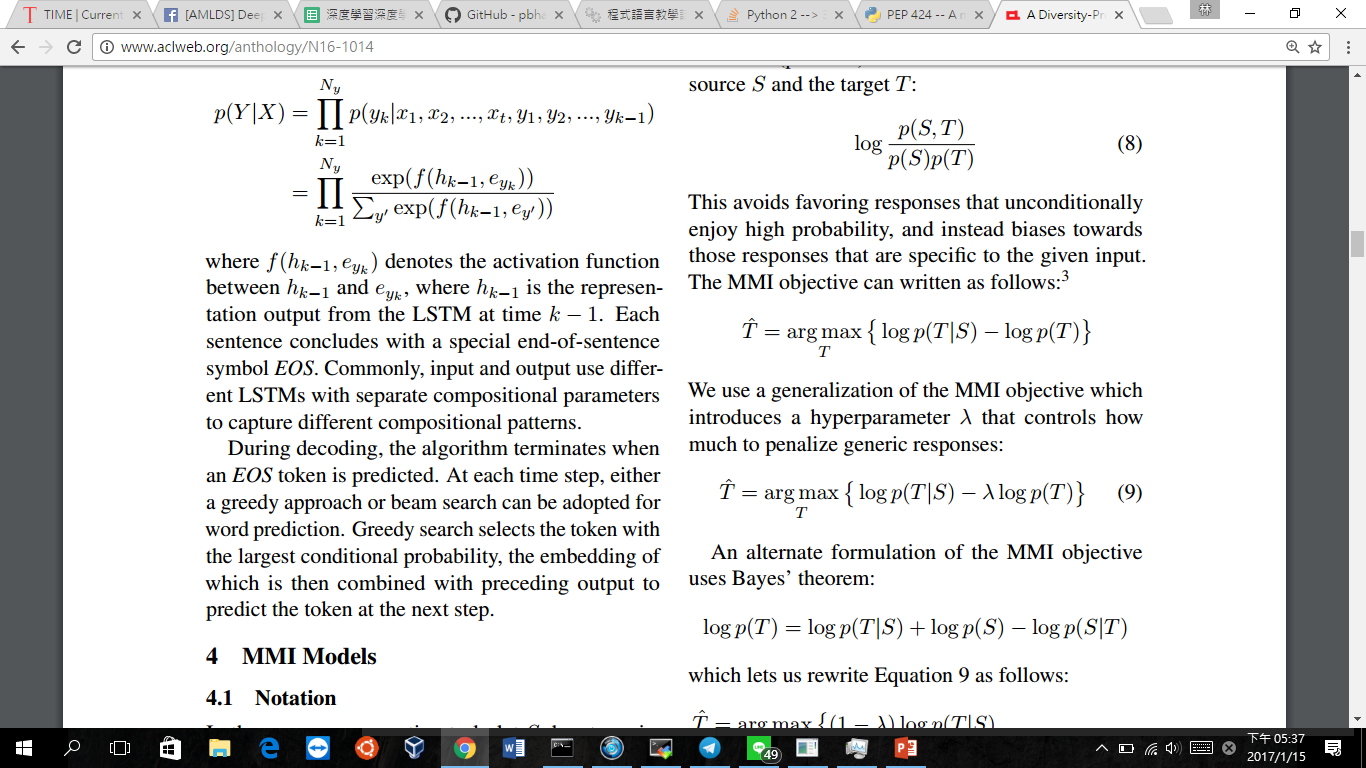 TIME | Current
[AMLDS] Deep
深度學習深度學
GitHub - pbha
程式語言教學
Python 2 -->
PEP 424 -- A
A Diversity-Pr
林
www.aclweb.org/anthology/N16-1014
p(Y|X) = ∏_{k=1}^{N_y} p(y_k|x_1, x_2, ..., x_t, y_1, y_2, ..., y_{k−1})
= ∏_{k=1}^{N_y} exp(f(h_{k−1}, e_{y_k})) / ∑_{y′} exp(f(h_{k−1}, e_{y′}))
where f(h_{k−1}, e_{y_k}) denotes the activation function
between h_{k−1} and e_{y_k}, where h_{k−1} is the represen-
tation output from the LSTM at time k − 1. Each
sentence concludes with a special end-of-sentence
symbol EOS. Commonly, input and output use differ-
ent LSTMs with separate compositional parameters
to capture different compositional patterns.
During decoding, the algorithm terminates when
an EOS token is predicted. At each time step, either
a greedy approach or beam search can be adopted for
word prediction. Greedy search selects the token with
the largest conditional probability, the embedding of
which is then combined with preceding output to
predict the token at the next step.
4 MMI Models
4.1 Notation
source S and the target T:
log p(S, T) / p(S)p(T) (8)
This avoids favoring responses that unconditionally
enjoy high probability, and instead biases towards
those responses that are specific to the given input.
The MMI objective can written as follows:³
T̂ = arg max_T { log p(T|S) − log p(T)}
We use a generalization of the MMI objective which
introduces a hyperparameter λ that controls how
much to penalize generic responses:
T̂ = arg max_T { log p(T|S) − λ log p(T)} (9)
An alternate formulation of the MMI objective
uses Bayes' theorem:
log p(T) = log p(T|S) + log p(S) − log p(S|T)
which lets us rewrite Equation 9 as follows:
T̂ = arg max {(1 − λ) log p(T|S)
49
下午 05:37
2017/1/15